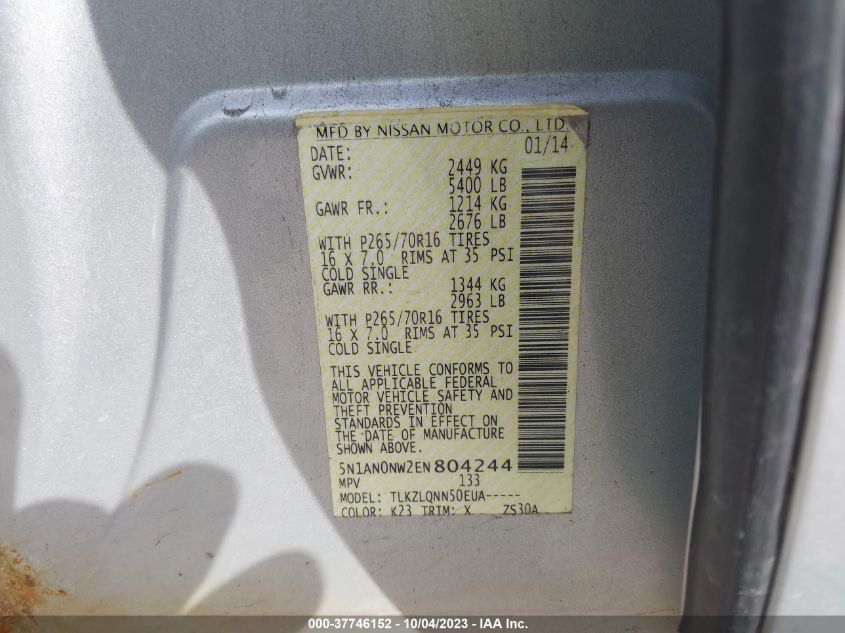 MFD BY NISSAN MOTOR CO., LTD.
DATE: 01/14
GVWR: 2449 KG
5400 LB
GAWR FR.: 1214 KG
2676 LB
WITH P265/70R16 TIRES
16 X 7.0 RIMS AT 35 PSI
COLD SINGLE
GAWR RR.: 1344 KG
2963 LB
WITH P265/70R16 TIRES
16 X 7.0 RIMS AT 35 PSI
COLD SINGLE
THIS VEHICLE CONFORMS TO
ALL APPLICABLE FEDERAL
MOTOR VEHICLE SAFETY AND
THEFT PREVENTION
STANDARDS IN EFFECT ON
THE DATE OF MANUFACTURE
SHOWN ABOVE.
5N1AN0NW2EN804244
MPV 133
MODEL: TLKZLQNN50EUA-----
COLOR: K23 TRIM: X ZS30A
000-37746152 - 10/04/2023 - IAA Inc.